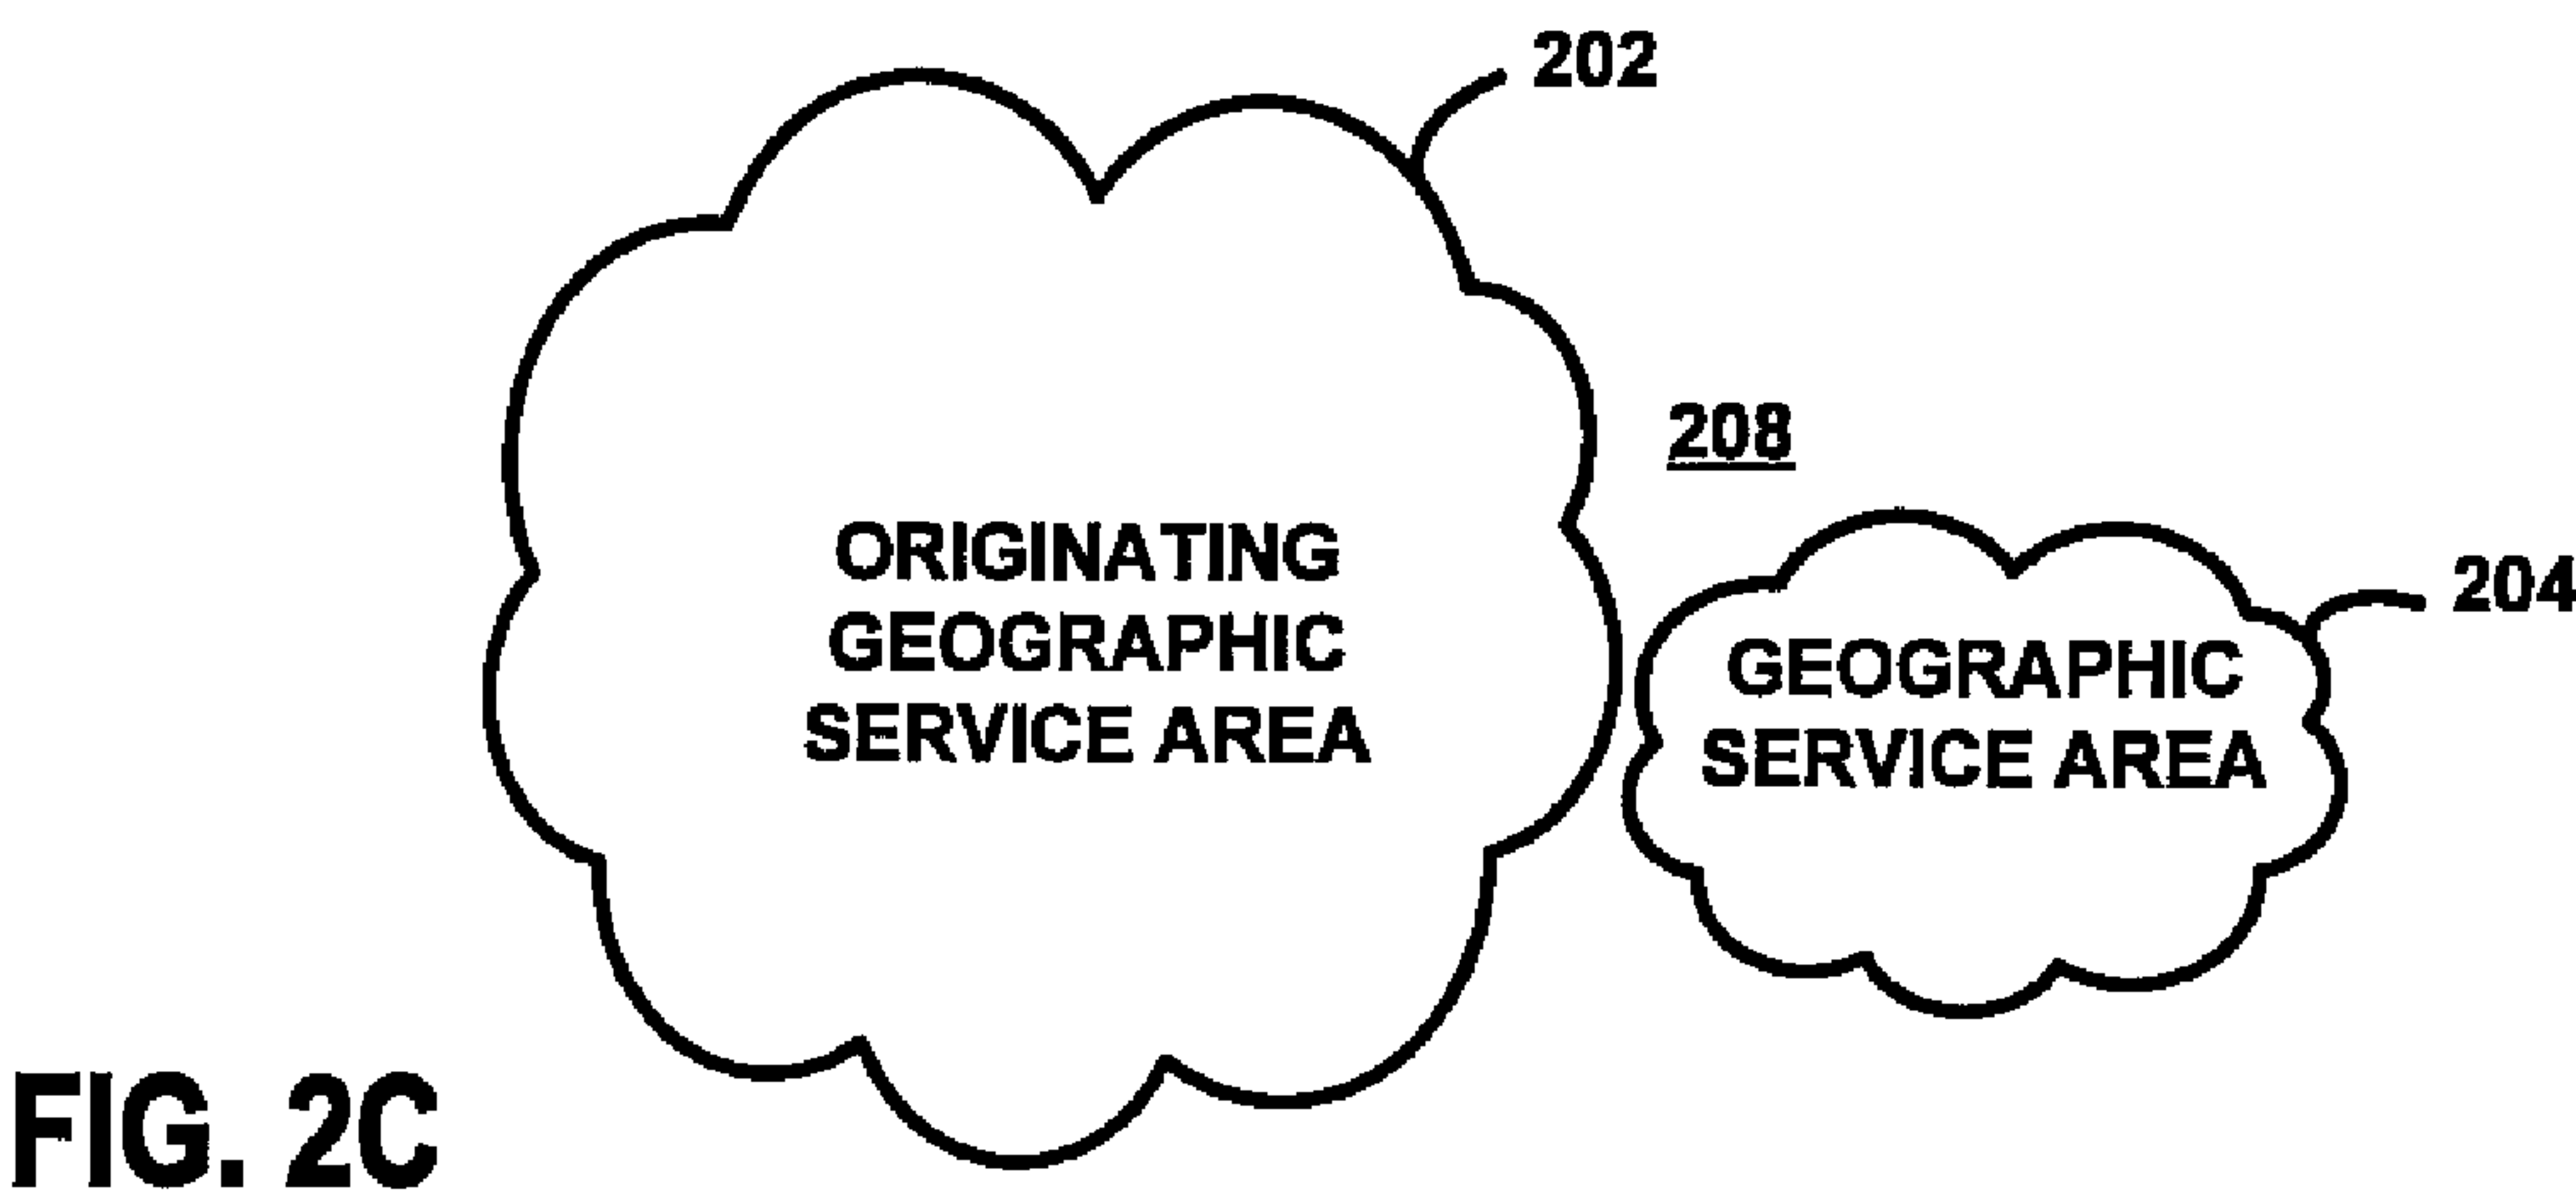 202
208
ORIGINATING
GEOGRAPHIC
SERVICE AREA
204
GEOGRAPHIC
SERVICE AREA
FIG. 2C